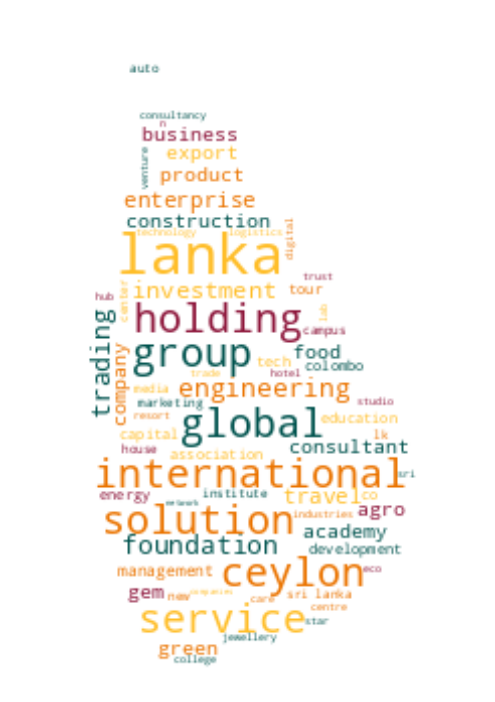 auto
consultancy
n
business
venture
export
product
enterprise
construction
technology logistics
digital
lanka
trust
center
investment tour
hub
holding
lab
campus
trading
group
food
company
tech colombo
trade hotel
media engineering
marketing studio
resort global education
capital lk
house association consultant
international sri
energy institute travel co
network
solution industries agro
academy
foundation development
management ceylon eco
gem new companies care sri lanka
centre
service star
jewellery
green
college